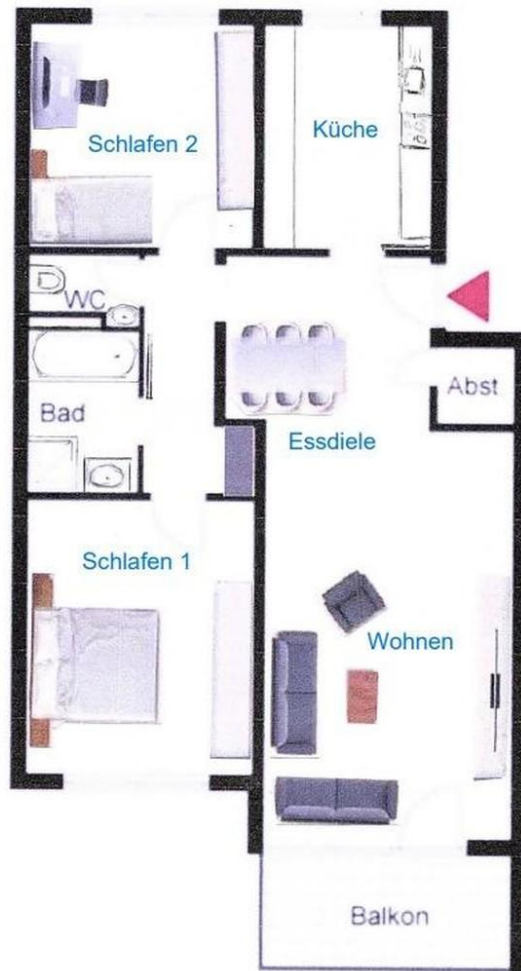 Schlafen 2
Küche
WC
Abst
Bad
Essdiele
Schlafen 1
Wohnen
Balkon